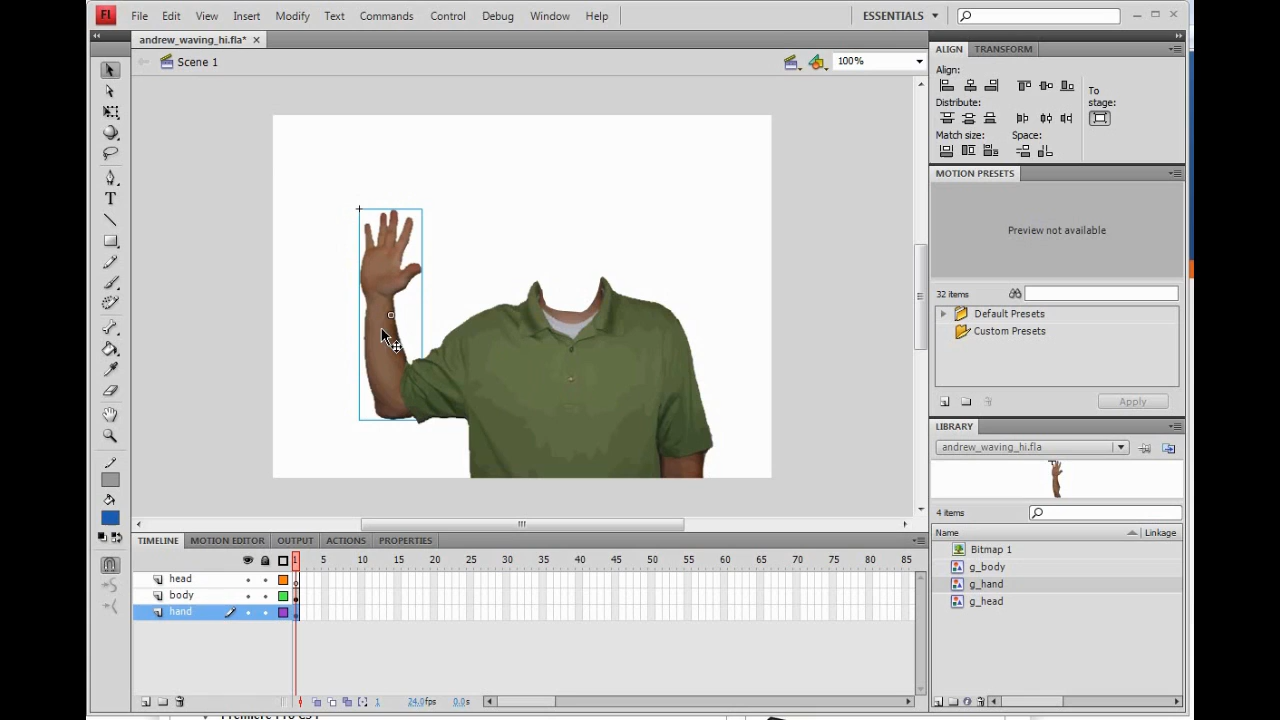 Fl File Edit View Insert Modify Text Commands Control Debug Window Help ESSENTIALS
andrew_waving_hi.fla*
Scene 1 100%
ALIGN TRANSFORM
Align:
To stage:
Distribute:
Match size: Space:
MOTION PRESETS
Preview not available
32 items
Default Presets
Custom Presets
Apply
LIBRARY
andrew_waving_hi.fla
4 items
Name Linkage
Bitmap 1
g_body
g_hand
g_head
TIMELINE MOTION EDITOR OUTPUT ACTIONS PROPERTIES
1 5 10 15 20 25 30 35 40 45 50 55 60 65 70 75 80 85
head
body
hand
1 24.0fps 0.0s